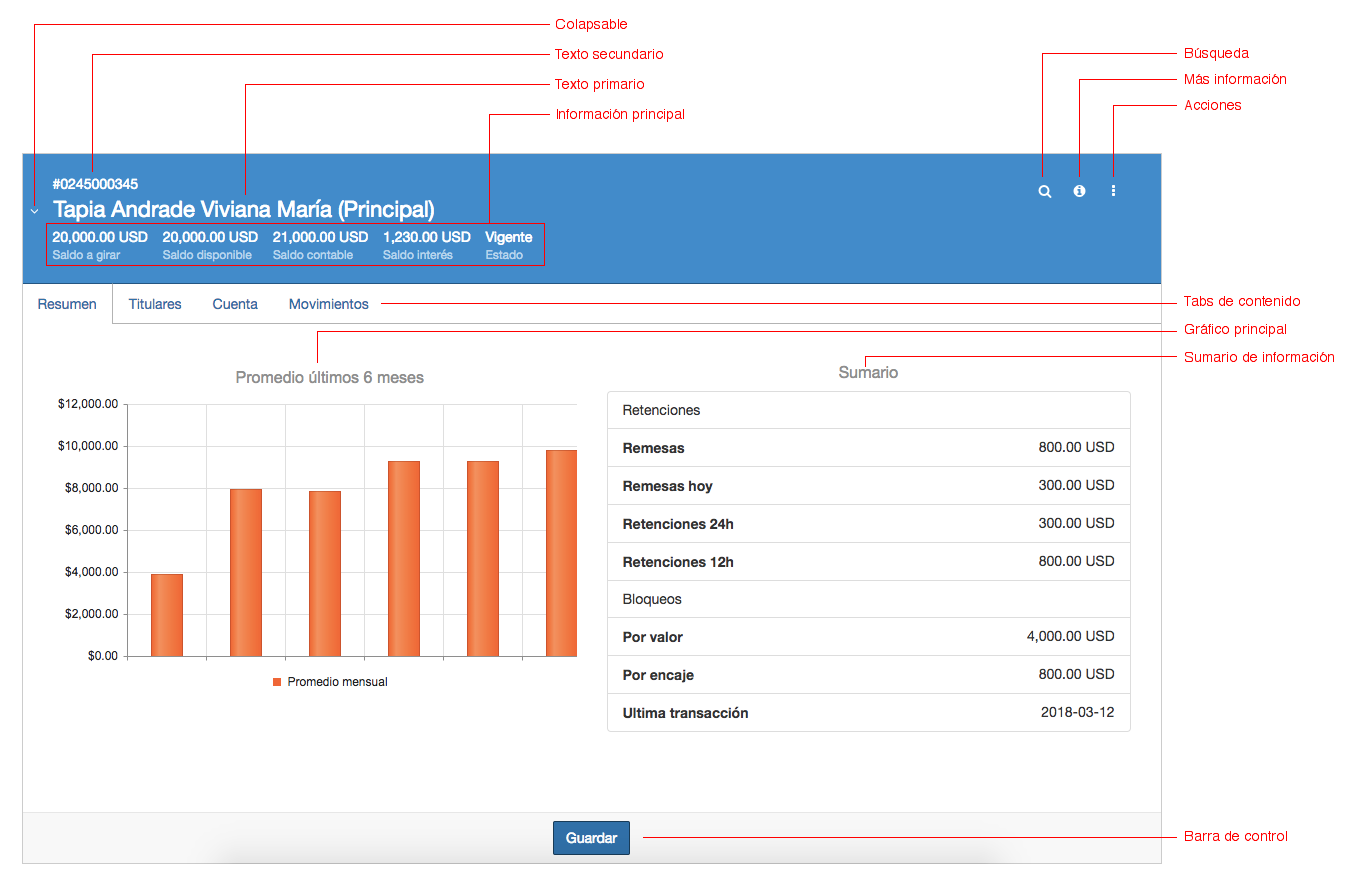 Colapsable
Texto secundario
Texto primario
Información principal
Búsqueda
Más información
Acciones
#0245000345
Tapia Andrade Viviana María (Principal)
20,000.00 USD 20,000.00 USD 21,000.00 USD 1,230.00 USD Vigente
Saldo a girar Saldo disponible Saldo contable Saldo interés Estado
Resumen Titulares Cuenta Movimientos
Tabs de contenido
Gráfico principal
Sumario de información
Promedio últimos 6 meses
$12,000.00
$10,000.00
$8,000.00
$6,000.00
$4,000.00
$2,000.00
$0.00
Promedio mensual
Sumario
Retenciones
Remesas 800.00 USD
Remesas hoy 300.00 USD
Retenciones 24h 300.00 USD
Retenciones 12h 800.00 USD
Bloqueos
Por valor 4,000.00 USD
Por encaje 800.00 USD
Ultima transacción 2018-03-12
Guardar
Barra de control